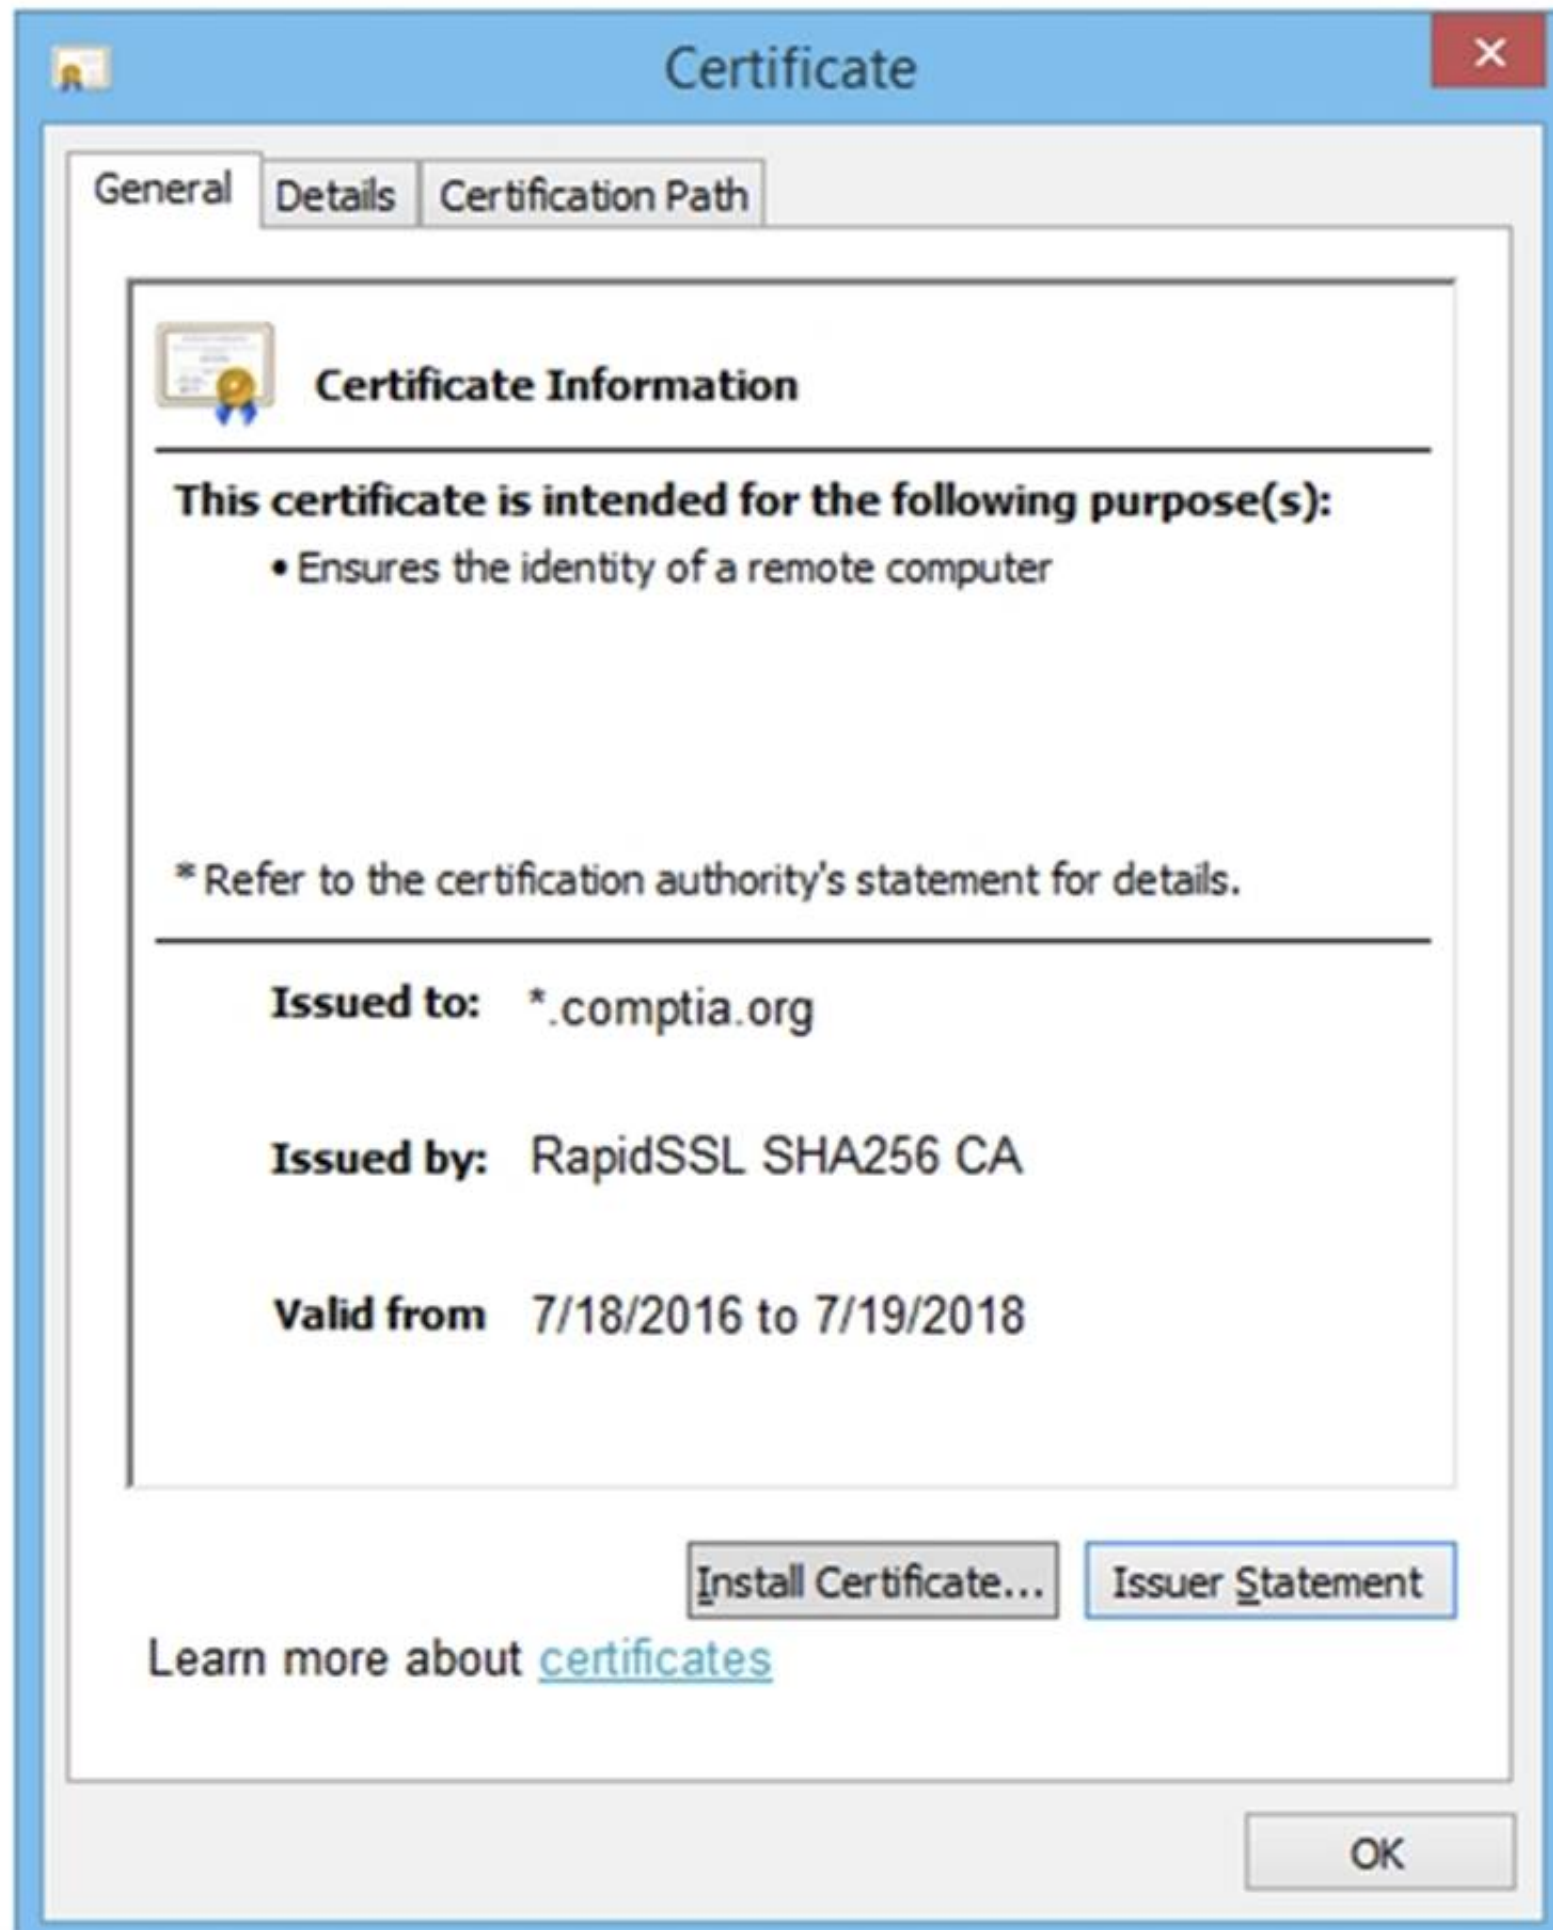 Certificate
General Details Certification Path
Certificate Information
This certificate is intended for the following purpose(s):
• Ensures the identity of a remote computer
* Refer to the certification authority's statement for details.
Issued to: *.comptia.org
Issued by: RapidSSL SHA256 CA
Valid from 7/18/2016 to 7/19/2018
Install Certificate... Issuer Statement
Learn more about certificates
OK